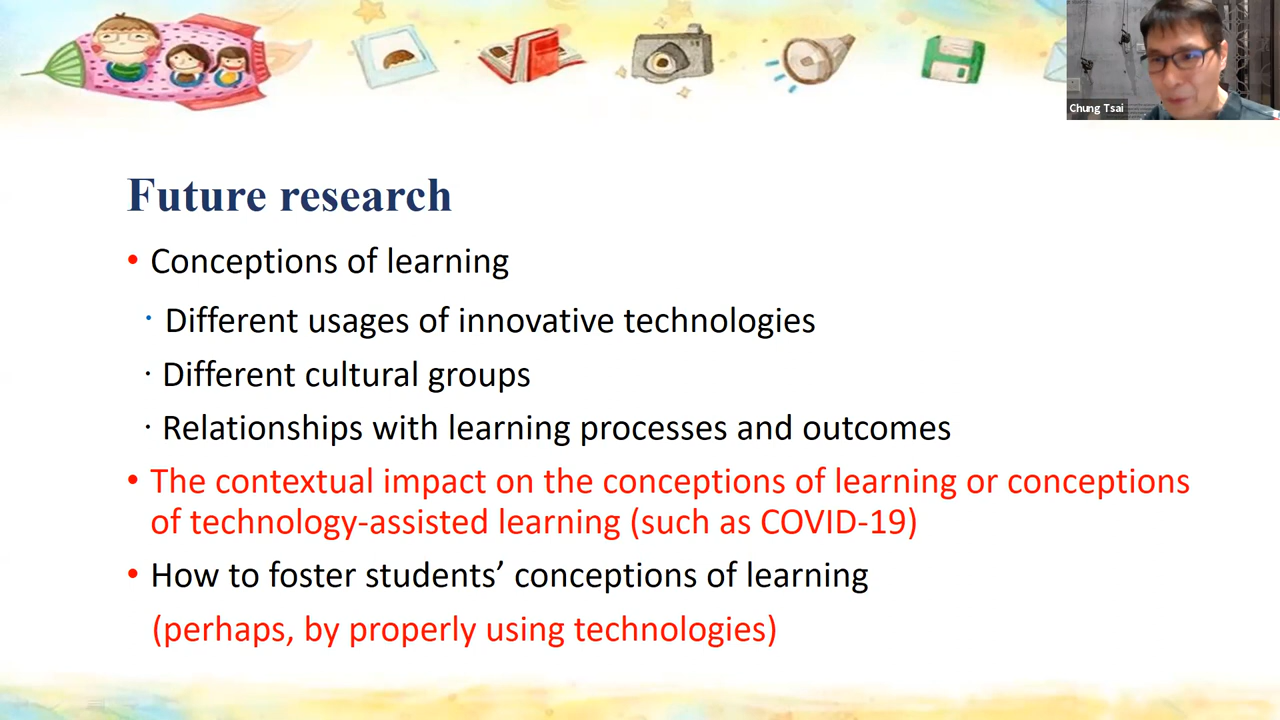 Chung Tsai
Future research
• Conceptions of learning
• Different usages of innovative technologies
• Different cultural groups
• Relationships with learning processes and outcomes
• The contextual impact on the conceptions of learning or conceptions
of technology-assisted learning (such as COVID-19)
• How to foster students’ conceptions of learning
(perhaps, by properly using technologies)